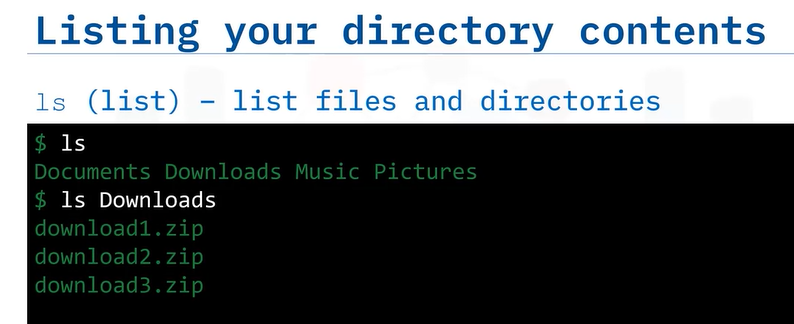 Listing your directory contents
ls (list) – list files and directories
$ ls
Documents Downloads Music Pictures
$ ls Downloads
download1.zip
download2.zip
download3.zip